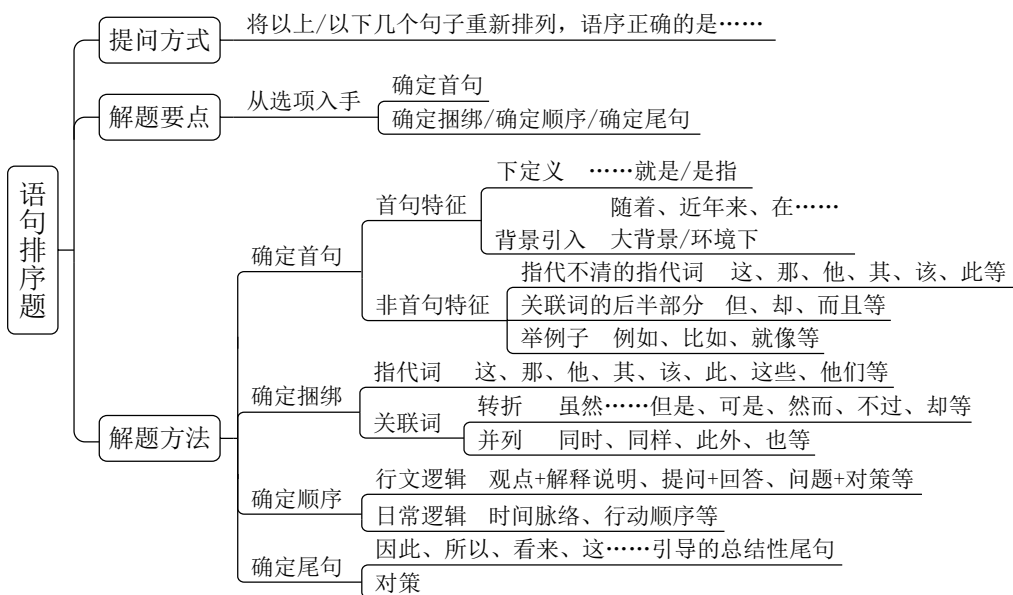 语句排序题
提问方式
将以上/以下几个句子重新排列，语序正确的是……
解题要点
从选项入手
确定首句
确定捆绑/确定顺序/确定尾句
解题方法
确定首句
首句特征
下定义 ……就是/是指
背景引入 随着、近年来、在……
大背景/环境下
非首句特征
指代不清的指代词 这、那、他、其、该、此等
关联词的后半部分 但、却、而且等
举例子 例如、比如、就像等
确定捆绑
指代词 这、那、他、其、该、此、这些、他们等
关联词
转折 虽然……但是、可是、然而、不过、却等
并列 同时、同样、此外、也等
确定顺序
行文逻辑 观点+解释说明、提问+回答、问题+对策等
日常逻辑 时间脉络、行动顺序等
确定尾句
因此、所以、看来、这……引导的总结性尾句
对策